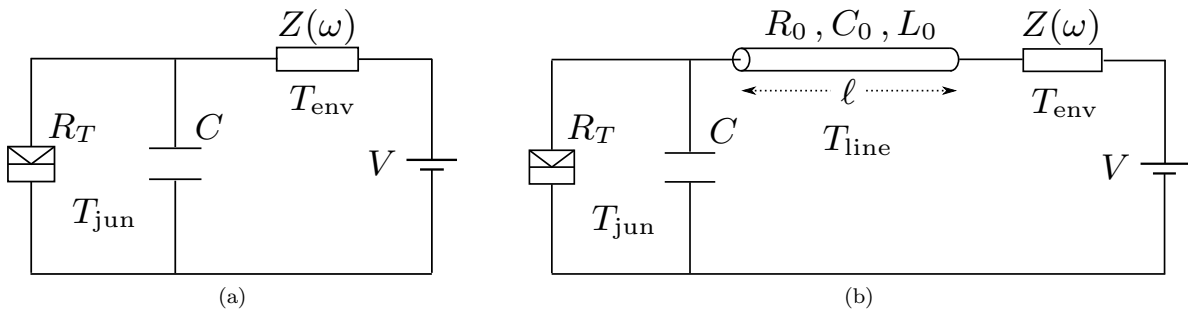 Z(ω)
T_env
R_T
C
V
T_jun
(a)
R_0 , C_0 , L_0
Z(ω)
ℓ
T_env
R_T
C
T_line
V
T_jun
(b)